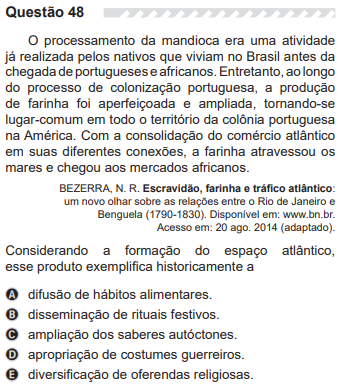 Questão 48
O processamento da mandioca era uma atividade
já realizada pelos nativos que viviam no Brasil antes da
chegada de portugueses e africanos. Entretanto, ao longo
do processo de colonização portuguesa, a produção
de farinha foi aperfeiçoada e ampliada, tornando-se
lugar-comum em todo o território da colônia portuguesa
na América. Com a consolidação do comércio atlântico
em suas diferentes conexões, a farinha atravessou os
mares e chegou aos mercados africanos.
BEZERRA, N. R. Escravidão, farinha e tráfico atlântico:
um novo olhar sobre as relações entre o Rio de Janeiro e
Benguela (1790-1830). Disponível em: www.bn.br.
Acesso em: 20 ago. 2014 (adaptado).
Considerando a formação do espaço atlântico,
esse produto exemplifica historicamente a
A difusão de hábitos alimentares.
B disseminação de rituais festivos.
C ampliação dos saberes autóctones.
D apropriação de costumes guerreiros.
E diversificação de oferendas religiosas.